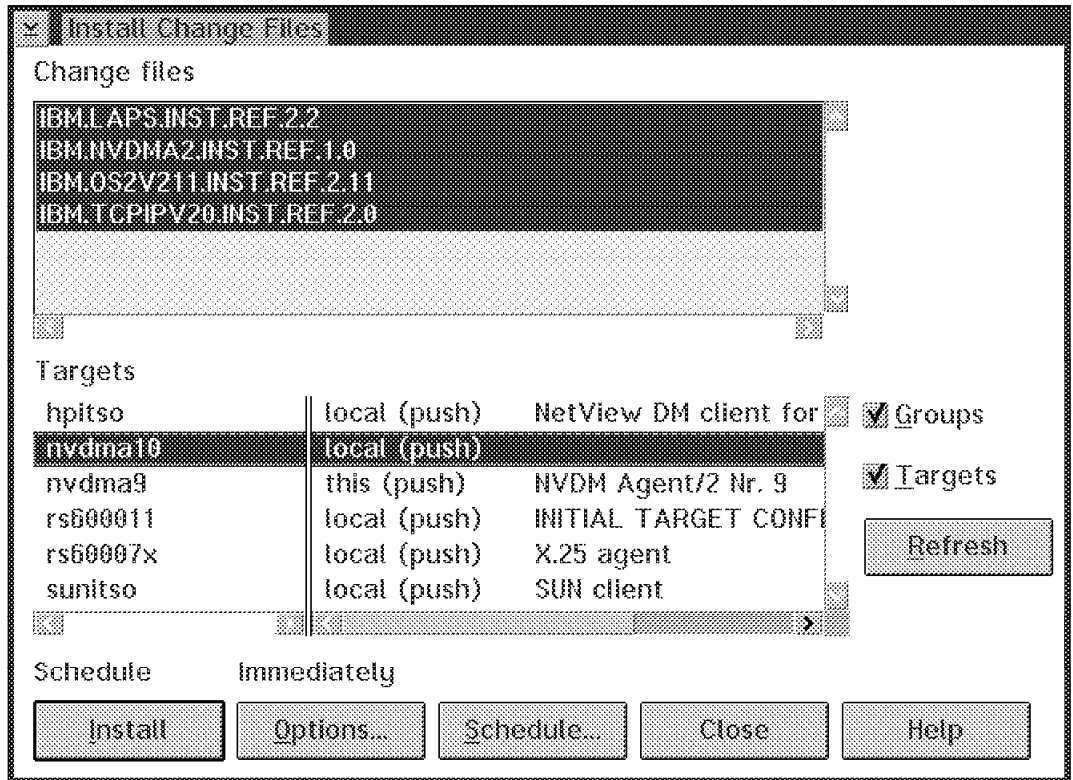 Install Change Files
Change files
IBM.LAPS.INST.REF.2.2
IBM.NVDMA2.INST.REF.1.0
IBM.OS2V211.INST.REF.2.11
IBM.TCPIPV20.INST.REF.2.0
Targets
hpitso local (push) NetView DM client for
nvdma10 local (push)
nvdma9 this (push) NVDM Agent/2 Nr. 9
rs600011 local (push) INITIAL TARGET CONFI
rs60007x local (push) X.25 agent
sunitso local (push) SUN client
Groups
Targets
Refresh
Schedule Immediately
Install Options... Schedule... Close Help